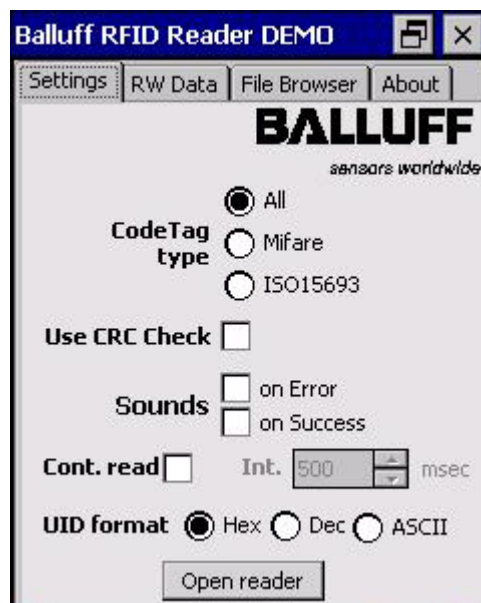 Balluff RFID Reader DEMO
Settings RW Data File Browser About
BALLUFF
sensors worldwide
All
CodeTag type Mifare
ISO15693
Use CRC Check
Sounds on Error
on Success
Cont. read Int. 500 msec
UID format Hex Dec ASCII
Open reader